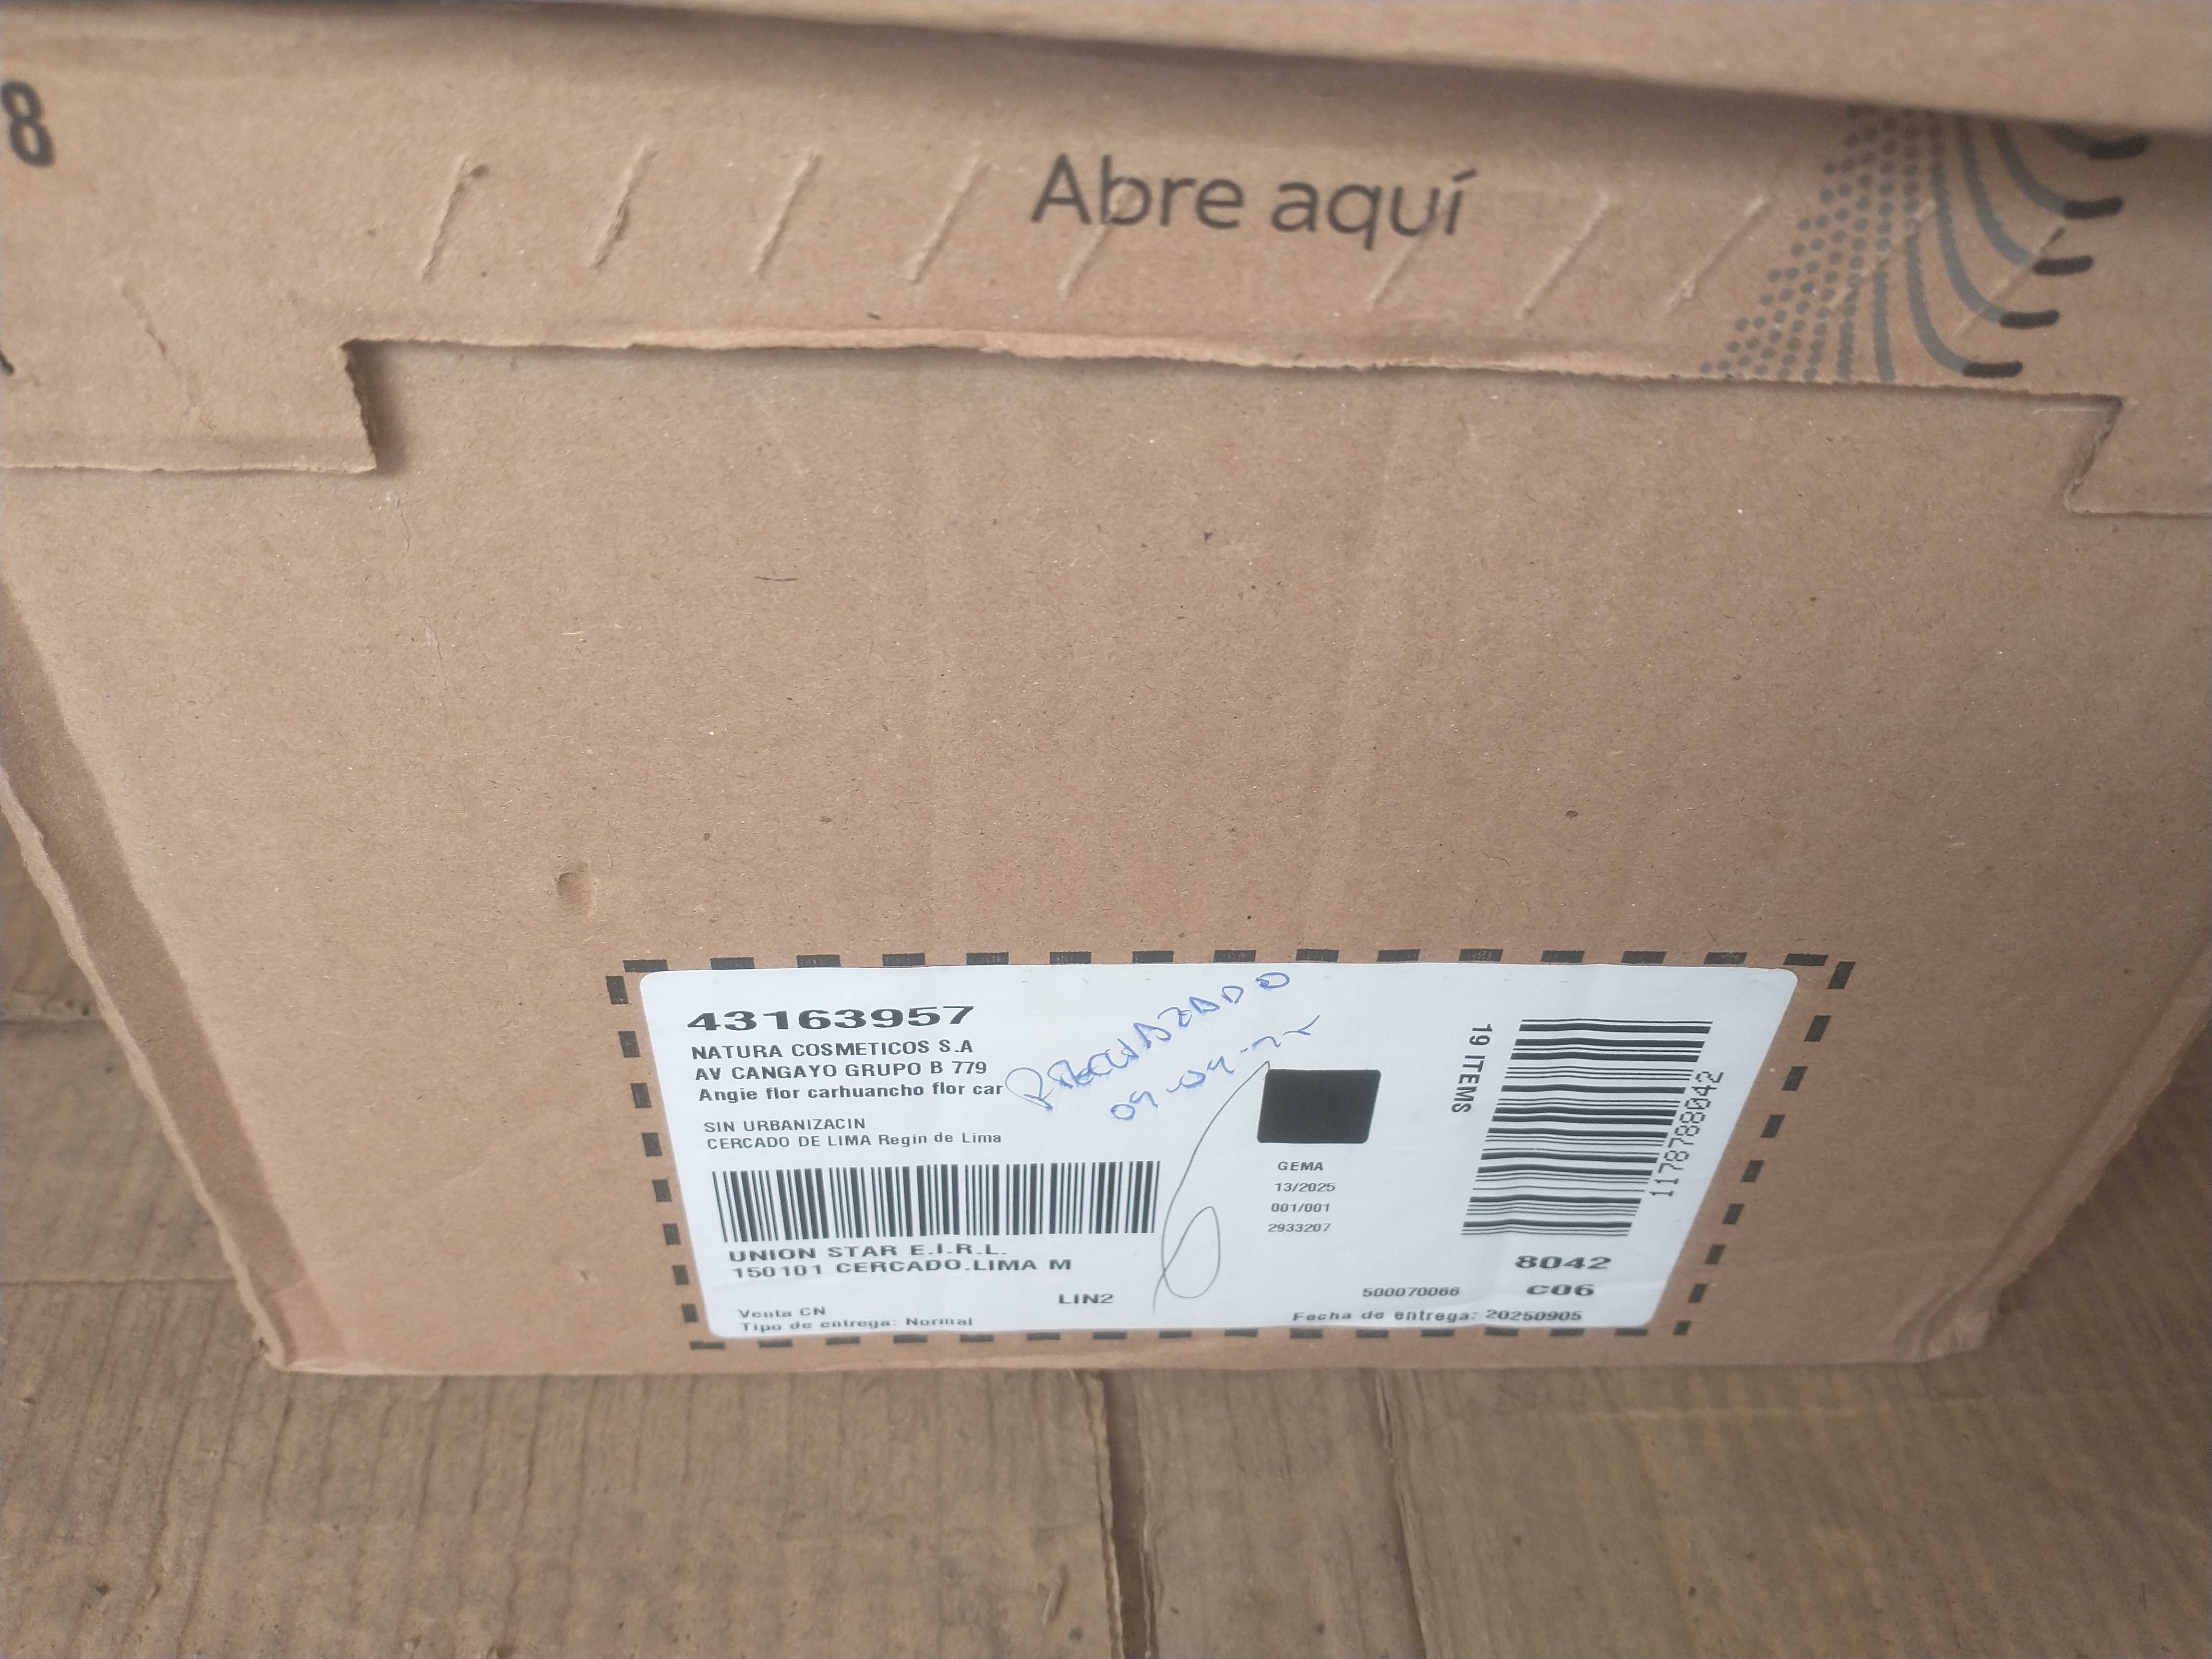 8
Abre aquí
43163957
NATURA COSMETICOS S.A
AV CANGAYO GRUPO B 779
Angie flor carhuancho flor car
SIN URBANIZACIN
CERCADO DE LIMA Regin de Lima
UNION STAR E.I.R.L.
150101 CERCADO.LIMA M
LIN2
Venta CN
Tipo de entrega: Normal
RECHAZADO
GEMA
13/2025
001/001
2933207
500070066
Fecha de entrega: 20250905
19 ITEMS
1178788042
8042
C06